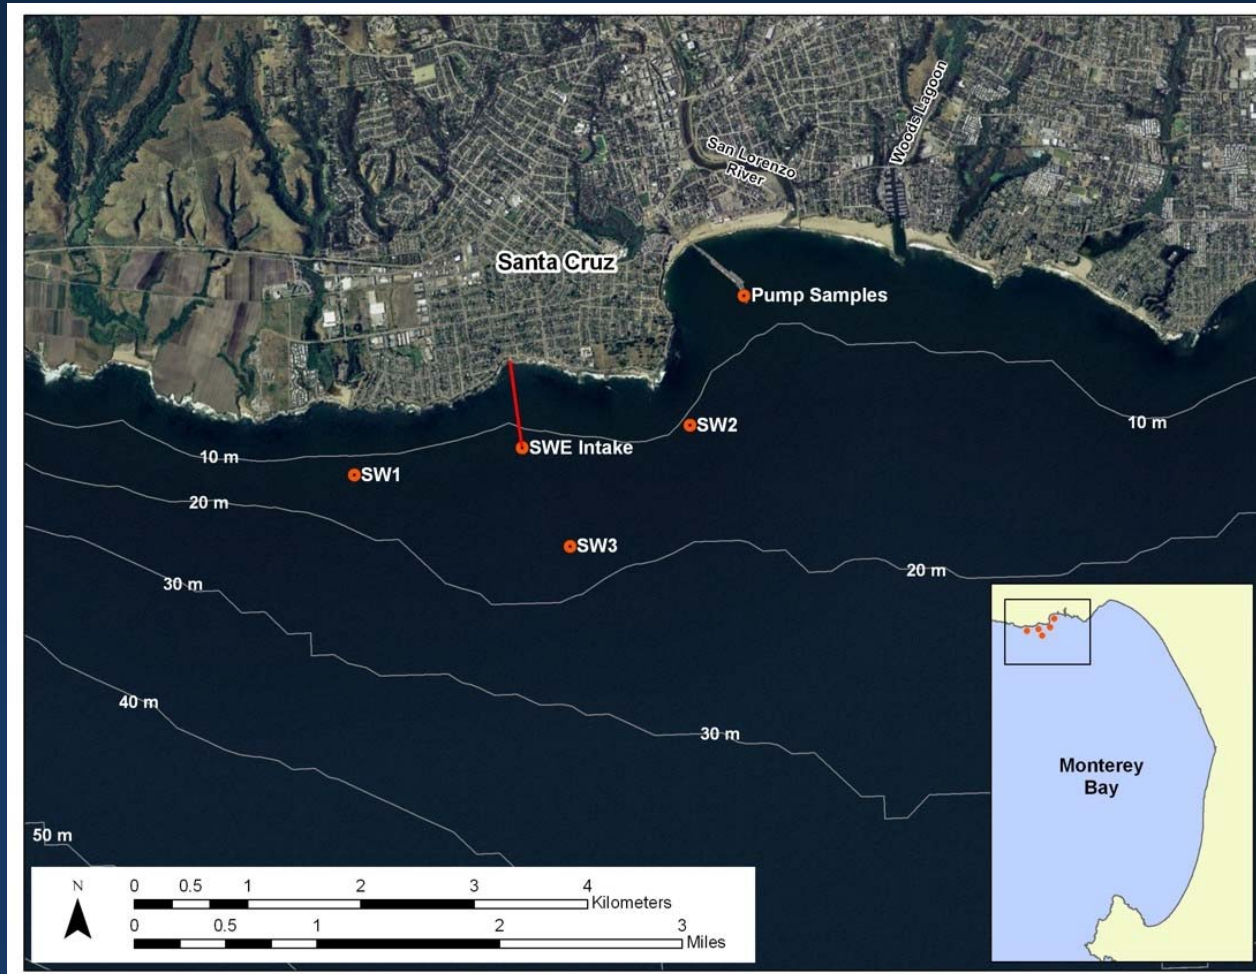 Woods Lagoon
San Lorenzo
River
Santa Cruz
Pump Samples
SW2
10 m
SWE Intake
10 m
SW1
20 m
SW3
20 m
30 m
40 m
30 m
Monterey
Bay
50 m
N
0 0.5 1 2 3 4
Kilometers
0 0.5 1 2 3
Miles